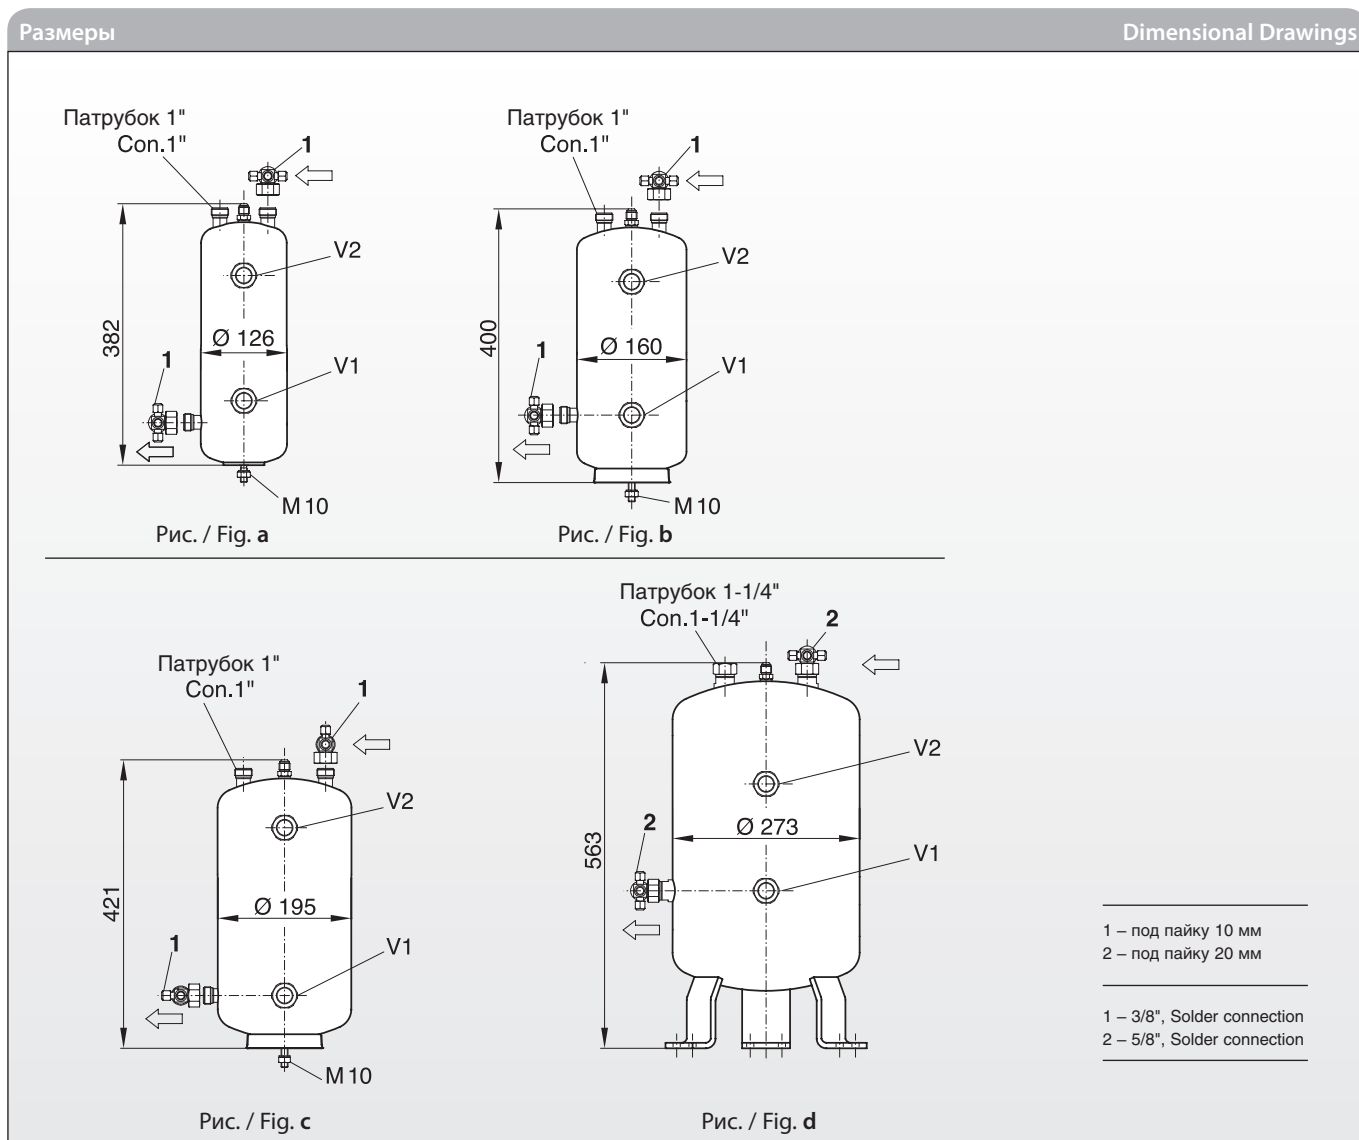 Размеры
Dimensional Drawings
Патрубок 1"
Con.1"
1
V2
382
Ø 126
1
V1
M 10
Рис. / Fig. a
Патрубок 1"
Con.1"
1
V2
400
Ø 160
1
V1
M 10
Рис. / Fig. b
Патрубок 1"
Con.1"
1
V2
421
Ø 195
1
V1
M 10
Рис. / Fig. c
Патрубок 1-1/4"
Con.1-1/4"
2
V2
563
Ø 273
2
V1
Рис. / Fig. d
1 – под пайку 10 мм
2 – под пайку 20 мм
1 – 3/8", Solder connection
2 – 5/8", Solder connection